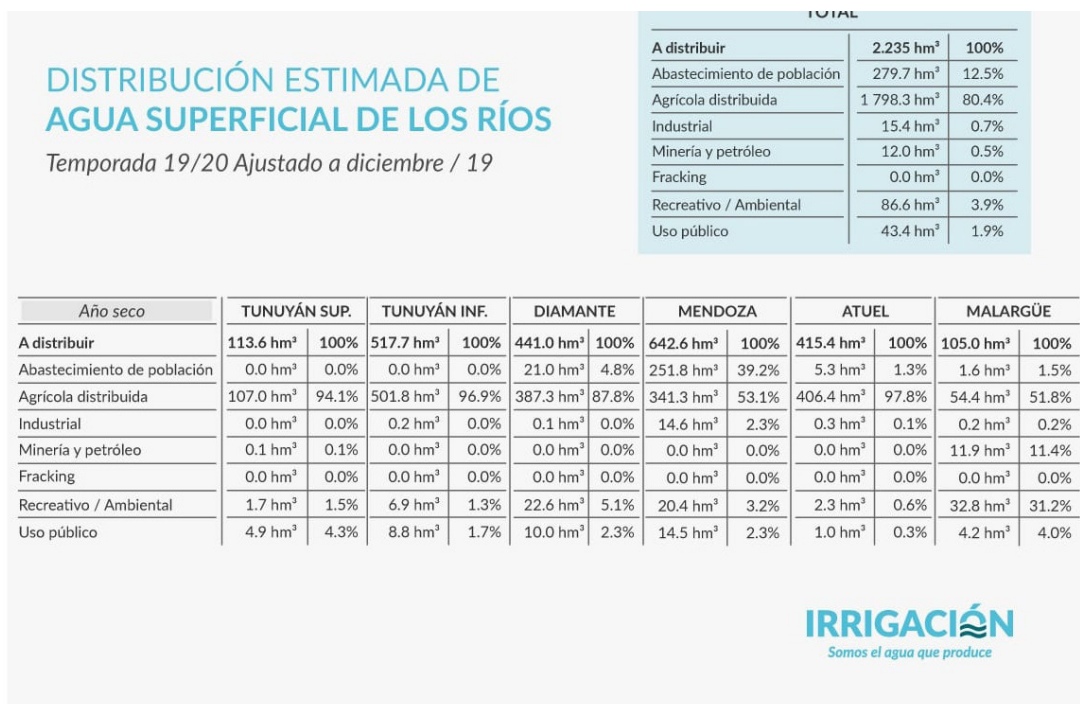 TOTAL
A distribuir 2.235 hm³ 100%
Abastecimiento de población 279.7 hm³ 12.5%
Agrícola distribuida 1 798.3 hm³ 80.4%
Industrial 15.4 hm³ 0.7%
Minería y petróleo 12.0 hm³ 0.5%
Fracking 0.0 hm³ 0.0%
Recreativo / Ambiental 86.6 hm³ 3.9%
Uso público 43.4 hm³ 1.9%
DISTRIBUCIÓN ESTIMADA DE
AGUA SUPERFICIAL DE LOS RÍOS
Temporada 19/20 Ajustado a diciembre / 19
Año seco TUNUYÁN SUP. TUNUYÁN INF. DIAMANTE MENDOZA ATUEL MALARGÜE
A distribuir 113.6 hm³ 100% 517.7 hm³ 100% 441.0 hm³ 100% 642.6 hm³ 100% 415.4 hm³ 100% 105.0 hm³ 100%
Abastecimiento de población 0.0 hm³ 0.0% 0.0 hm³ 0.0% 21.0 hm³ 4.8% 251.8 hm³ 39.2% 5.3 hm³ 1.3% 1.6 hm³ 1.5%
Agrícola distribuida 107.0 hm³ 94.1% 501.8 hm³ 96.9% 387.3 hm³ 87.8% 341.3 hm³ 53.1% 406.4 hm³ 97.8% 54.4 hm³ 51.8%
Industrial 0.0 hm³ 0.0% 0.2 hm³ 0.0% 0.1 hm³ 0.0% 14.6 hm³ 2.3% 0.3 hm³ 0.1% 0.2 hm³ 0.2%
Minería y petróleo 0.1 hm³ 0.1% 0.0 hm³ 0.0% 0.0 hm³ 0.0% 0.0 hm³ 0.0% 0.0 hm³ 0.0% 11.9 hm³ 11.4%
Fracking 0.0 hm³ 0.0% 0.0 hm³ 0.0% 0.0 hm³ 0.0% 0.0 hm³ 0.0% 0.0 hm³ 0.0% 0.0 hm³ 0.0%
Recreativo / Ambiental 1.7 hm³ 1.5% 6.9 hm³ 1.3% 22.6 hm³ 5.1% 20.4 hm³ 3.2% 2.3 hm³ 0.6% 32.8 hm³ 31.2%
Uso público 4.9 hm³ 4.3% 8.8 hm³ 1.7% 10.0 hm³ 2.3% 14.5 hm³ 2.3% 1.0 hm³ 0.3% 4.2 hm³ 4.0%
IRRIGACIÓN
Somos el agua que produce